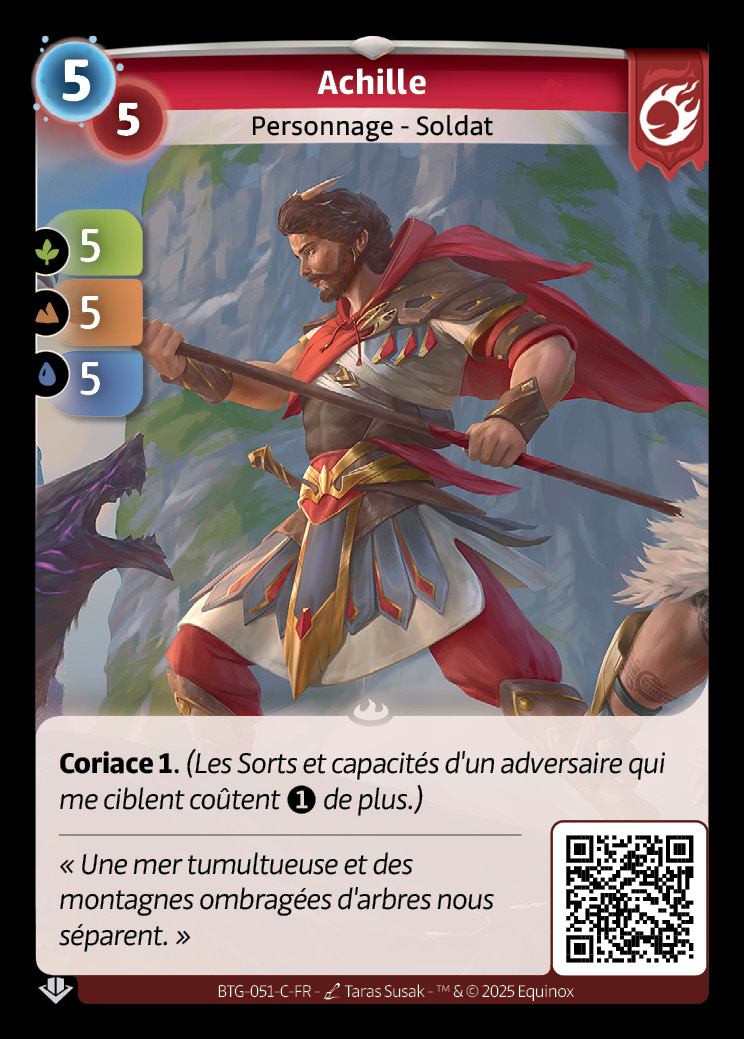 5
Achille
5
Personnage - Soldat
5
5
5
Coriace 1. (Les Sorts et capacités d'un adversaire qui
me ciblent coûtent 1 de plus.)
« Une mer tumultueuse et des
montagnes ombragées d'arbres nous
séparent. »
BTG-051-C-FR - Taras Susak - ™ & © 2025 Equinox